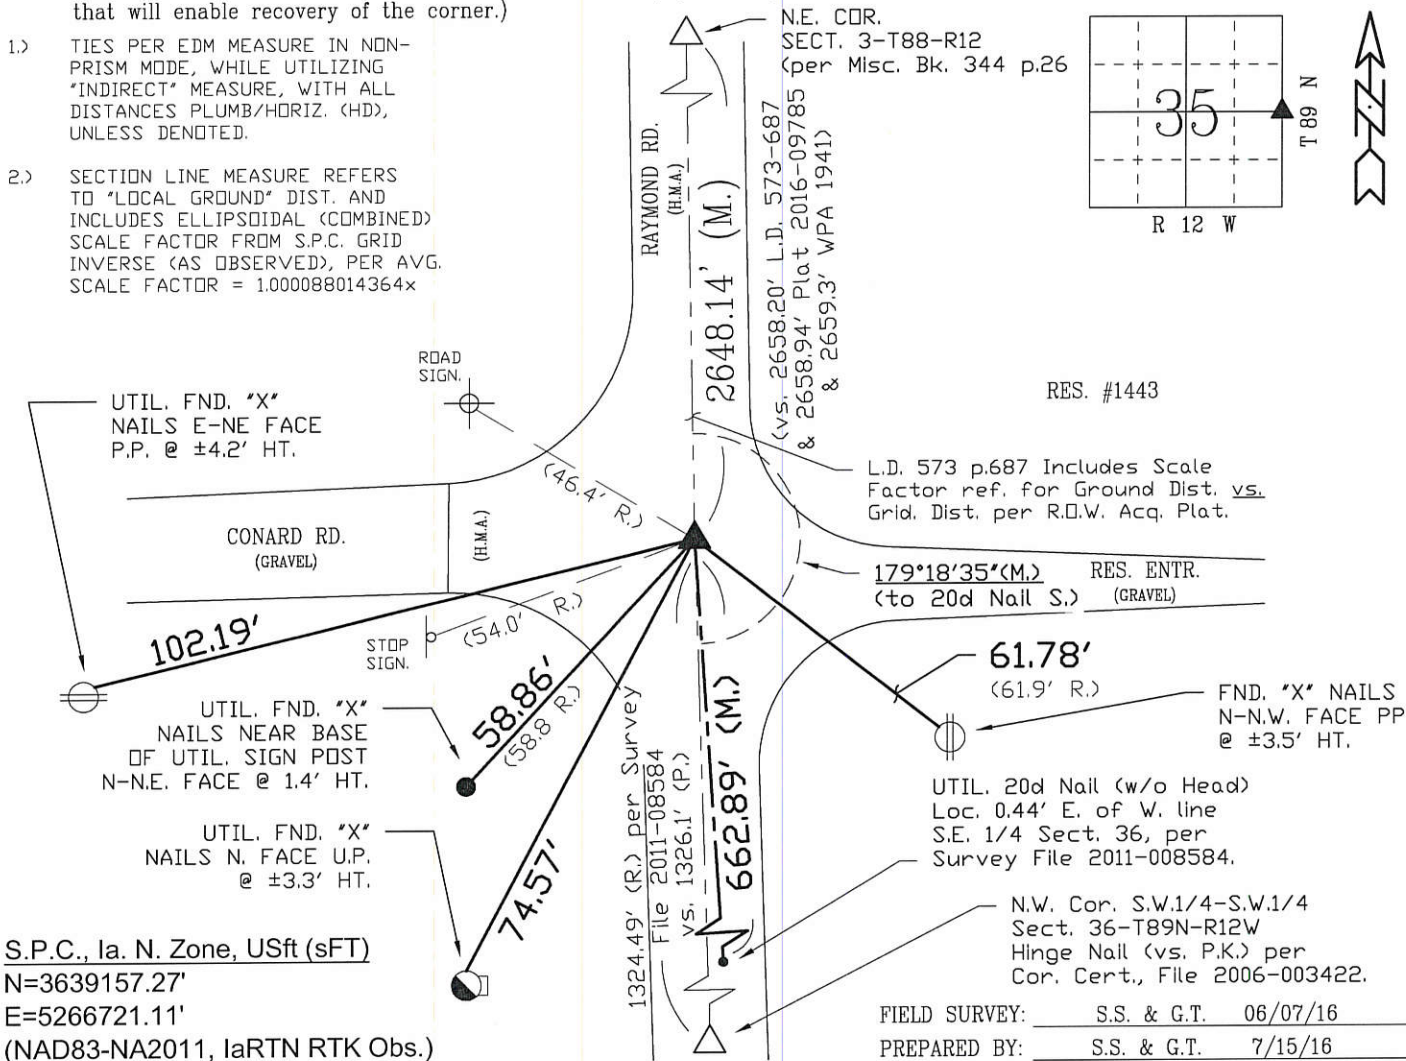 that will enable recovery of the corner.)
1.) TIES PER EDM MEASURE IN NON-
PRISM MODE, WHILE UTILIZING
"INDIRECT" MEASURE, WITH ALL
DISTANCES PLUMB/HORIZ. (HD),
UNLESS DENOTED.
2.) SECTION LINE MEASURE REFERS
TO "LOCAL GROUND" DIST. AND
INCLUDES ELLIPSOIDAL (COMBINED)
SCALE FACTOR FROM S.P.C. GRID
INVERSE (AS OBSERVED), PER AVG.
SCALE FACTOR = 1.000088014364x
N.E. COR.
SECT. 3-T88-R12
(per Misc. Bk. 344 p.26
35
T 89 N
R 12 W
N
RAYMOND RD.
(H.M.A.)
2648.14' (M.)
(vs. 2658.20' L.D. 573-687
& 2658.94' Plat 2016-09785
& 2659.3' WPA 1941)
RES. #1443
ROAD
SIGN.
UTIL. FND. "X"
NAILS E-NE FACE
P.P. @ ±4.2' HT.
(46.4' R.)
L.D. 573 p.687 Includes Scale
Factor ref. for Ground Dist. vs.
Grid. Dist. per R.O.W. Acq. Plat.
CONARD RD.
(GRAVEL)
(H.M.A.)
179°18'35"(M.)
(to 20d Nail S.)
RES. ENTR.
(GRAVEL)
102.19'
STOP
SIGN.
(54.0' R.)
61.78'
(61.9' R.)
FND. "X" NAILS
N-N.W. FACE PP
@ ±3.5' HT.
58.86'
(58.8 R.)
UTIL. FND. "X"
NAILS NEAR BASE
OF UTIL. SIGN POST
N-N.E. FACE @ 1.4' HT.
662.89' (M.)
1324.49' (R.) per Survey
File 2011-08584
vs. 1326.1' (P.)
UTIL. 20d Nail (w/o Head)
Loc. 0.44' E. of W. line
S.E. 1/4 Sect. 36, per
Survey File 2011-008584.
UTIL. FND. "X"
NAILS N. FACE U.P.
@ ±3.3' HT.
74.57'
N.W. Cor. S.W.1/4-S.W.1/4
Sect. 36-T89N-R12W
Hinge Nail (vs. P.K.) per
Cor. Cert., File 2006-003422.
S.P.C., Ia. N. Zone, USft (sFT)
N=3639157.27'
E=5266721.11'
(NAD83-NA2011, IaRTN RTK Obs.)
FIELD SURVEY: S.S. & G.T. 06/07/16
PREPARED BY: S.S. & G.T. 7/15/16